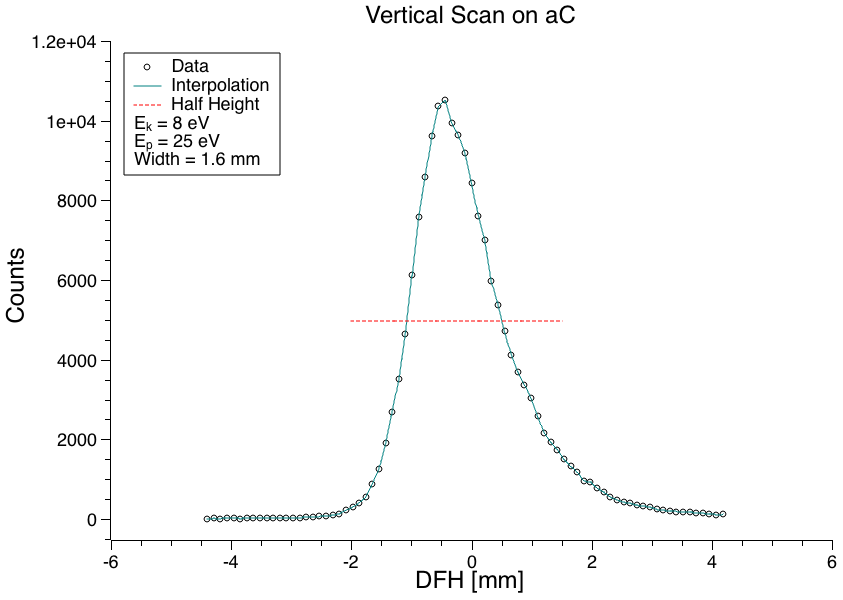 Vertical Scan on aC
1.2e+04
1e+04
8000
6000
4000
2000
0
Counts
Data
Interpolation
Half Height
Eₖ = 8 eV
Eₚ = 25 eV
Width = 1.6 mm
-6 -4 -2 0 2 4 6
DFH [mm]